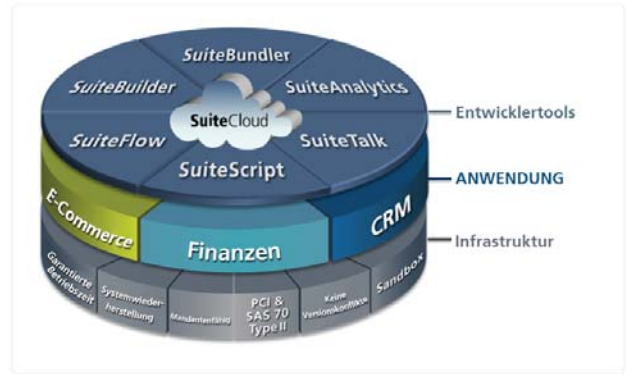 SuiteBundler
SuiteBuilder
SuiteAnalytics
SuiteCloud
SuiteFlow
SuiteTalk
SuiteScript
Entwicklertools
E-Commerce
Finanzen
CRM
ANWENDUNG
Infrastruktur
Garantierte
Betriebszeit
Systemwieder-
herstellung
Mandantenfähig
PCI &
SAS 70
Type II
Keine
Versionskonflikte
Sandbox